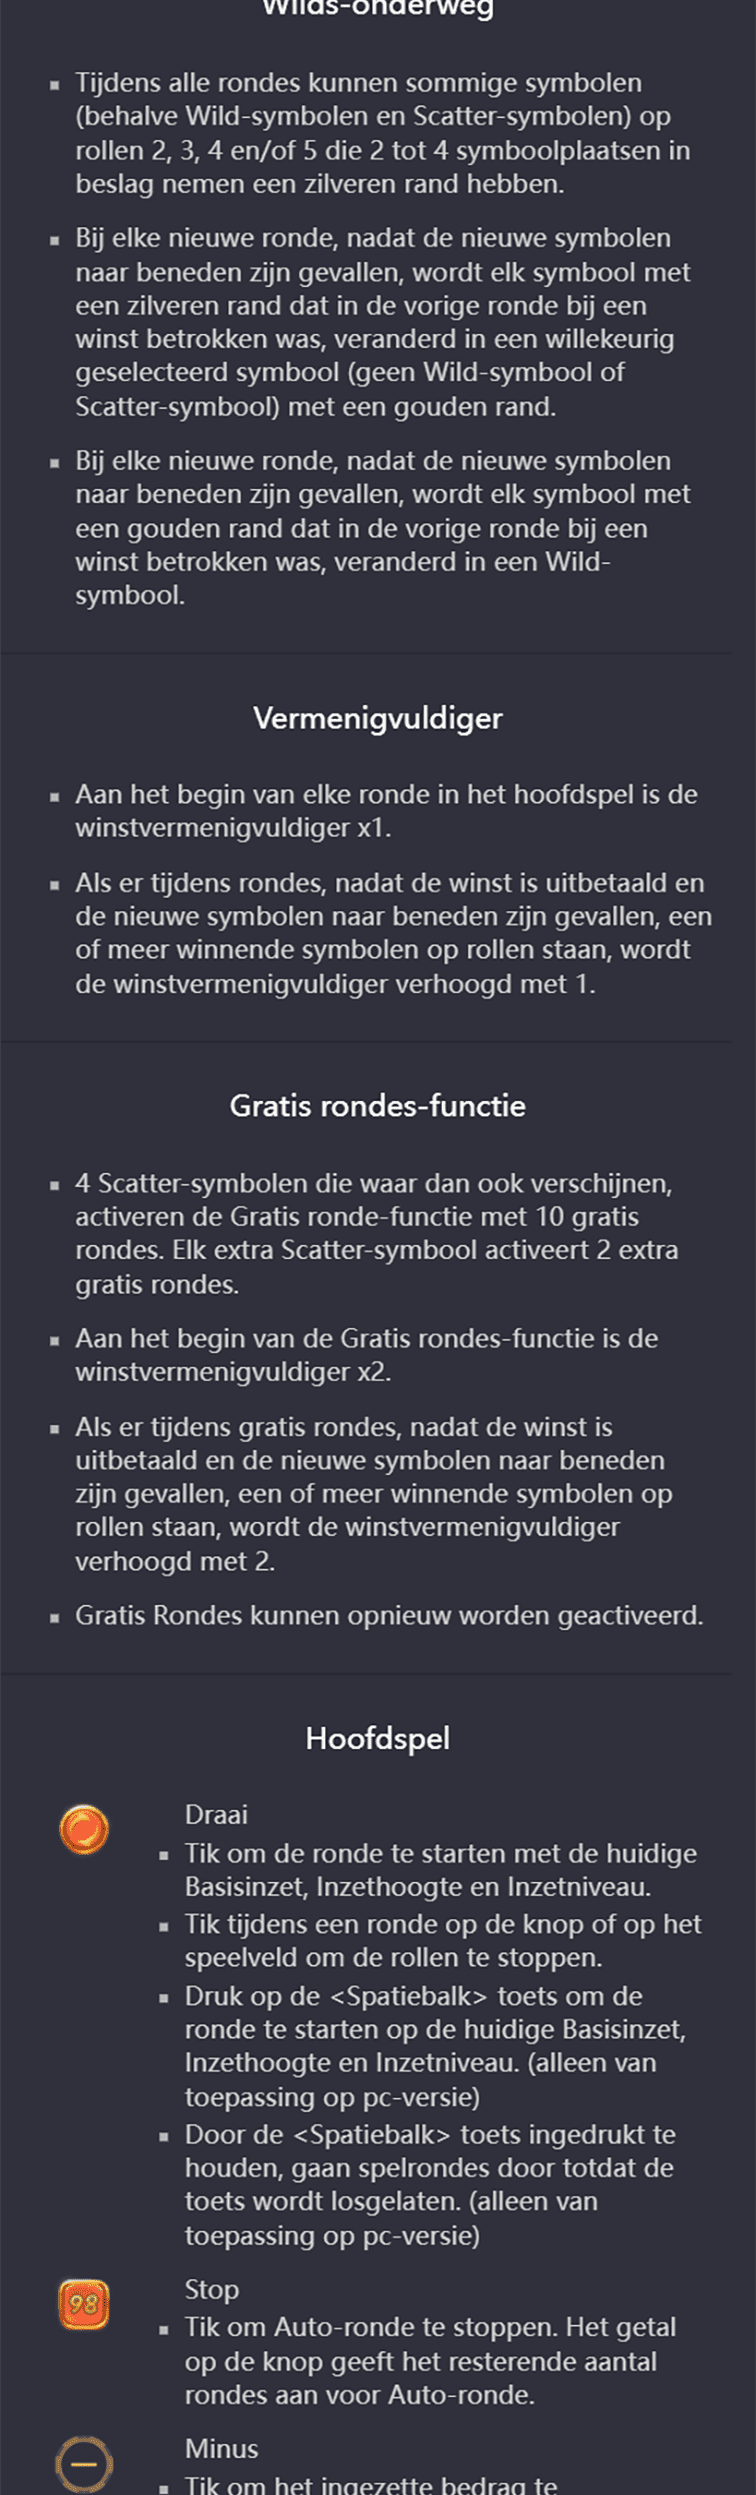 Wilds-onderweg
Tijdens alle rondes kunnen sommige symbolen
(behalve Wild-symbolen en Scatter-symbolen) op
rollen 2, 3, 4 en/of 5 die 2 tot 4 symboolplaatsen in
beslag nemen een zilveren rand hebben.
Bij elke nieuwe ronde, nadat de nieuwe symbolen
naar beneden zijn gevallen, wordt elk symbool met
een zilveren rand dat in de vorige ronde bij een
winst betrokken was, veranderd in een willekeurig
geselecteerd symbool (geen Wild-symbool of
Scatter-symbool) met een gouden rand.
Bij elke nieuwe ronde, nadat de nieuwe symbolen
naar beneden zijn gevallen, wordt elk symbool met
een gouden rand dat in de vorige ronde bij een
winst betrokken was, veranderd in een Wild-
symbool.
Vermenigvuldiger
Aan het begin van elke ronde in het hoofdspel is de
winstvermenigvuldiger x1.
Als er tijdens rondes, nadat de winst is uitbetaald en
de nieuwe symbolen naar beneden zijn gevallen, een
of meer winnende symbolen op rollen staan, wordt
de winstvermenigvuldiger verhoogd met 1.
Gratis rondes-functie
4 Scatter-symbolen die waar dan ook verschijnen,
activeren de Gratis ronde-functie met 10 gratis
rondes. Elk extra Scatter-symbool activeert 2 extra
gratis rondes.
Aan het begin van de Gratis rondes-functie is de
winstvermenigvuldiger x2.
Als er tijdens gratis rondes, nadat de winst is
uitbetaald en de nieuwe symbolen naar beneden
zijn gevallen, een of meer winnende symbolen op
rollen staan, wordt de winstvermenigvuldiger
verhoogd met 2.
Gratis Rondes kunnen opnieuw worden geactiveerd.
Hoofdspel
Draai
Tik om de ronde te starten met de huidige
Basisinzet, Inzethoogte en Inzetniveau.
Tik tijdens een ronde op de knop of op het
speelveld om de rollen te stoppen.
Druk op de <Spatiebalk> toets om de
ronde te starten op de huidige Basisinzet,
Inzethoogte en Inzetniveau. (alleen van
toepassing op pc-versie)
Door de <Spatiebalk> toets ingedrukt te
houden, gaan spelrondes door totdat de
toets wordt losgelaten. (alleen van
toepassing op pc-versie)
98
Stop
Tik om Auto-ronde te stoppen. Het getal
op de knop geeft het resterende aantal
rondes aan voor Auto-ronde.
Minus
Tik om het ingezette bedrag te